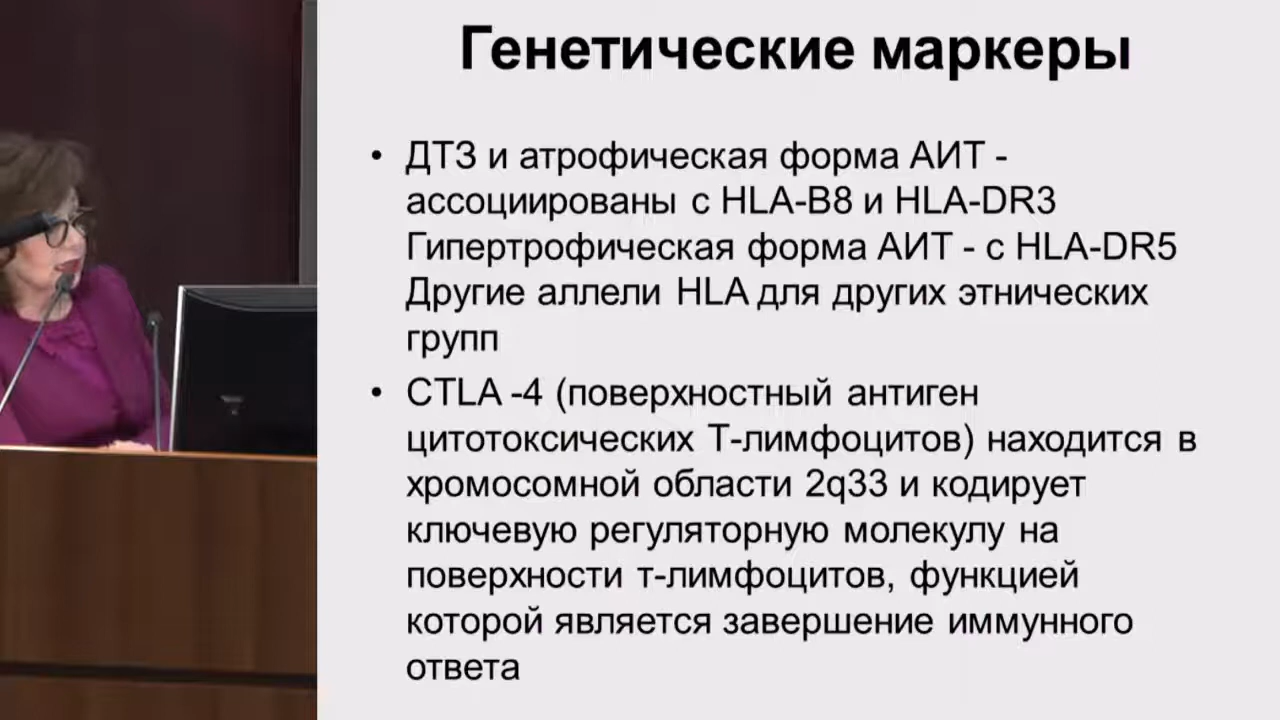 Генетические маркеры
• ДТЗ и атрофическая форма АИТ -
ассоциированы с HLA-B8 и HLA-DR3
Гипертрофическая форма АИТ - с HLA-DR5
Другие аллели HLA для других этнических
групп
• CTLA -4 (поверхностный антиген
цитотоксических Т-лимфоцитов) находится в
хромосомной области 2q33 и кодирует
ключевую регуляторную молекулу на
поверхности т-лимфоцитов, функцией
которой является завершение иммунного
ответа